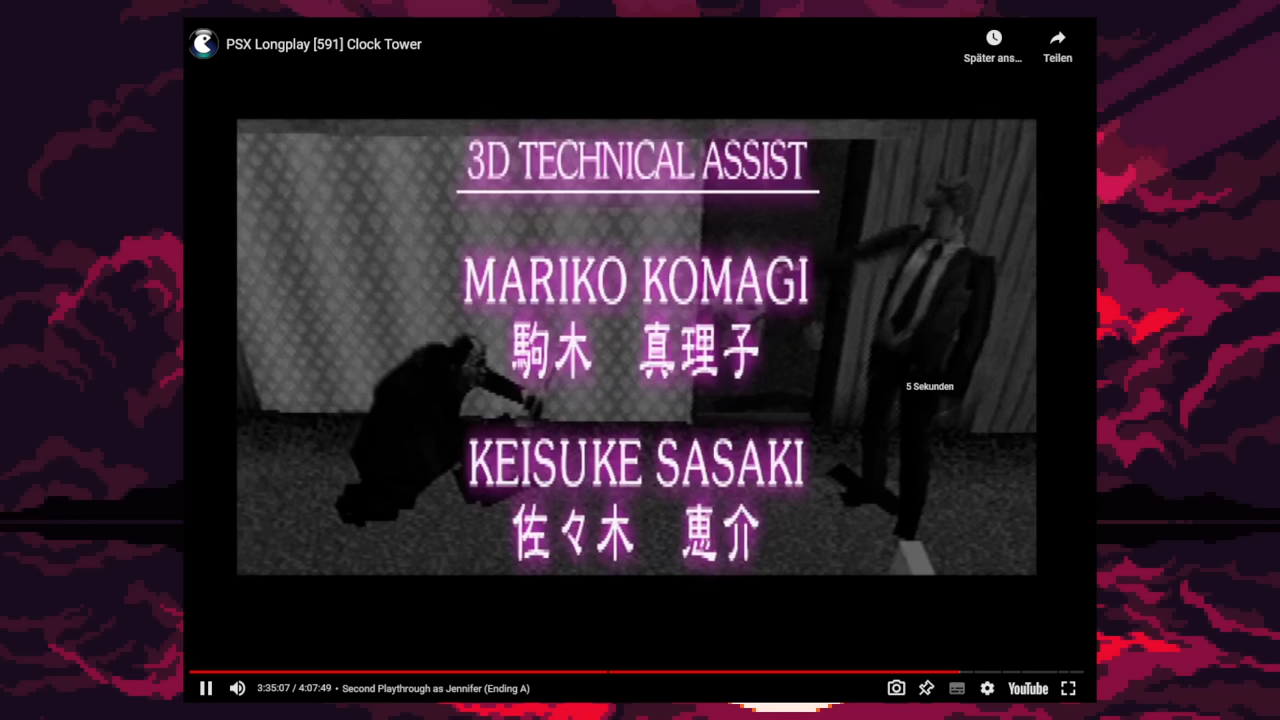 PSX Longplay [591] Clock Tower
Später ans...
Teilen
3D TECHNICAL ASSIST
MARIKO KOMAGI
駒木 真理子
5 Sekunden
KEISUKE SASAKI
佐々木 恵介
3:35:07 / 4:07:49 • Second Playthrough as Jennifer (Ending A)
YouTube